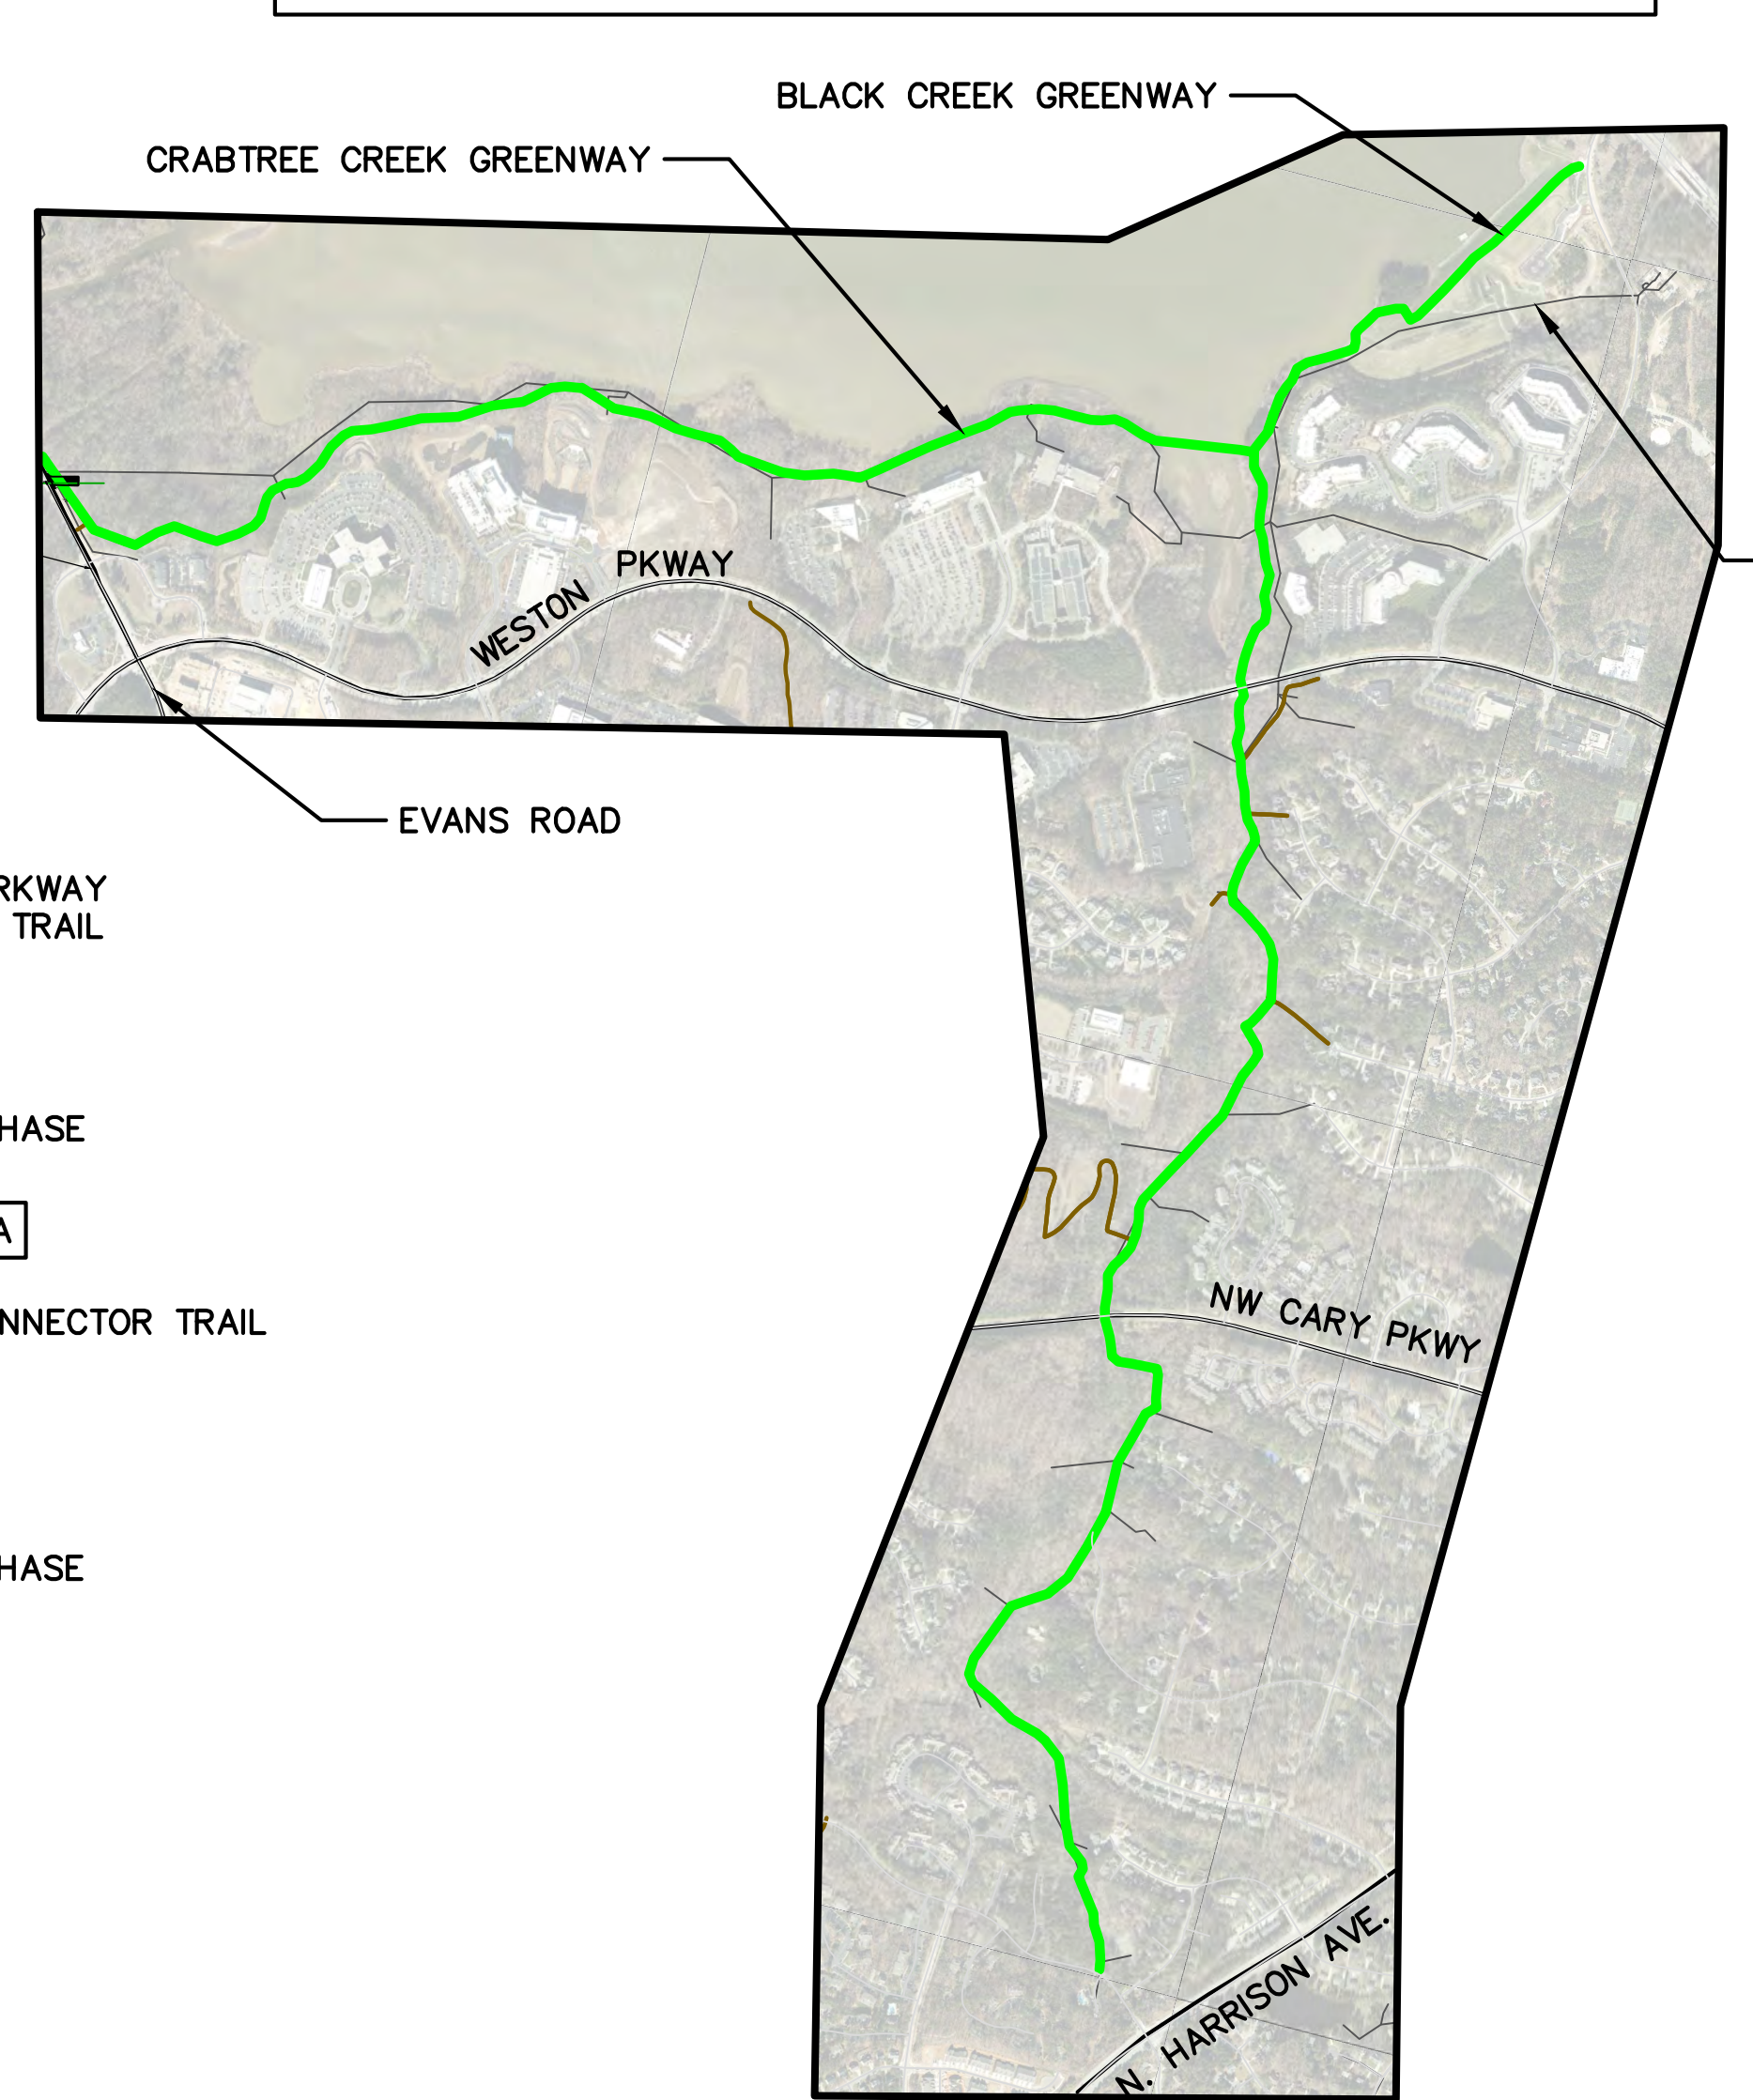 BLACK CREEK GREENWAY
CRABTREE CREEK GREENWAY
WESTON PKWAY
EVANS ROAD
RKWAY
TRAIL
HASE
A
NNECTOR TRAIL
NW CARY PKWY
HASE
N. HARRISON AVE.